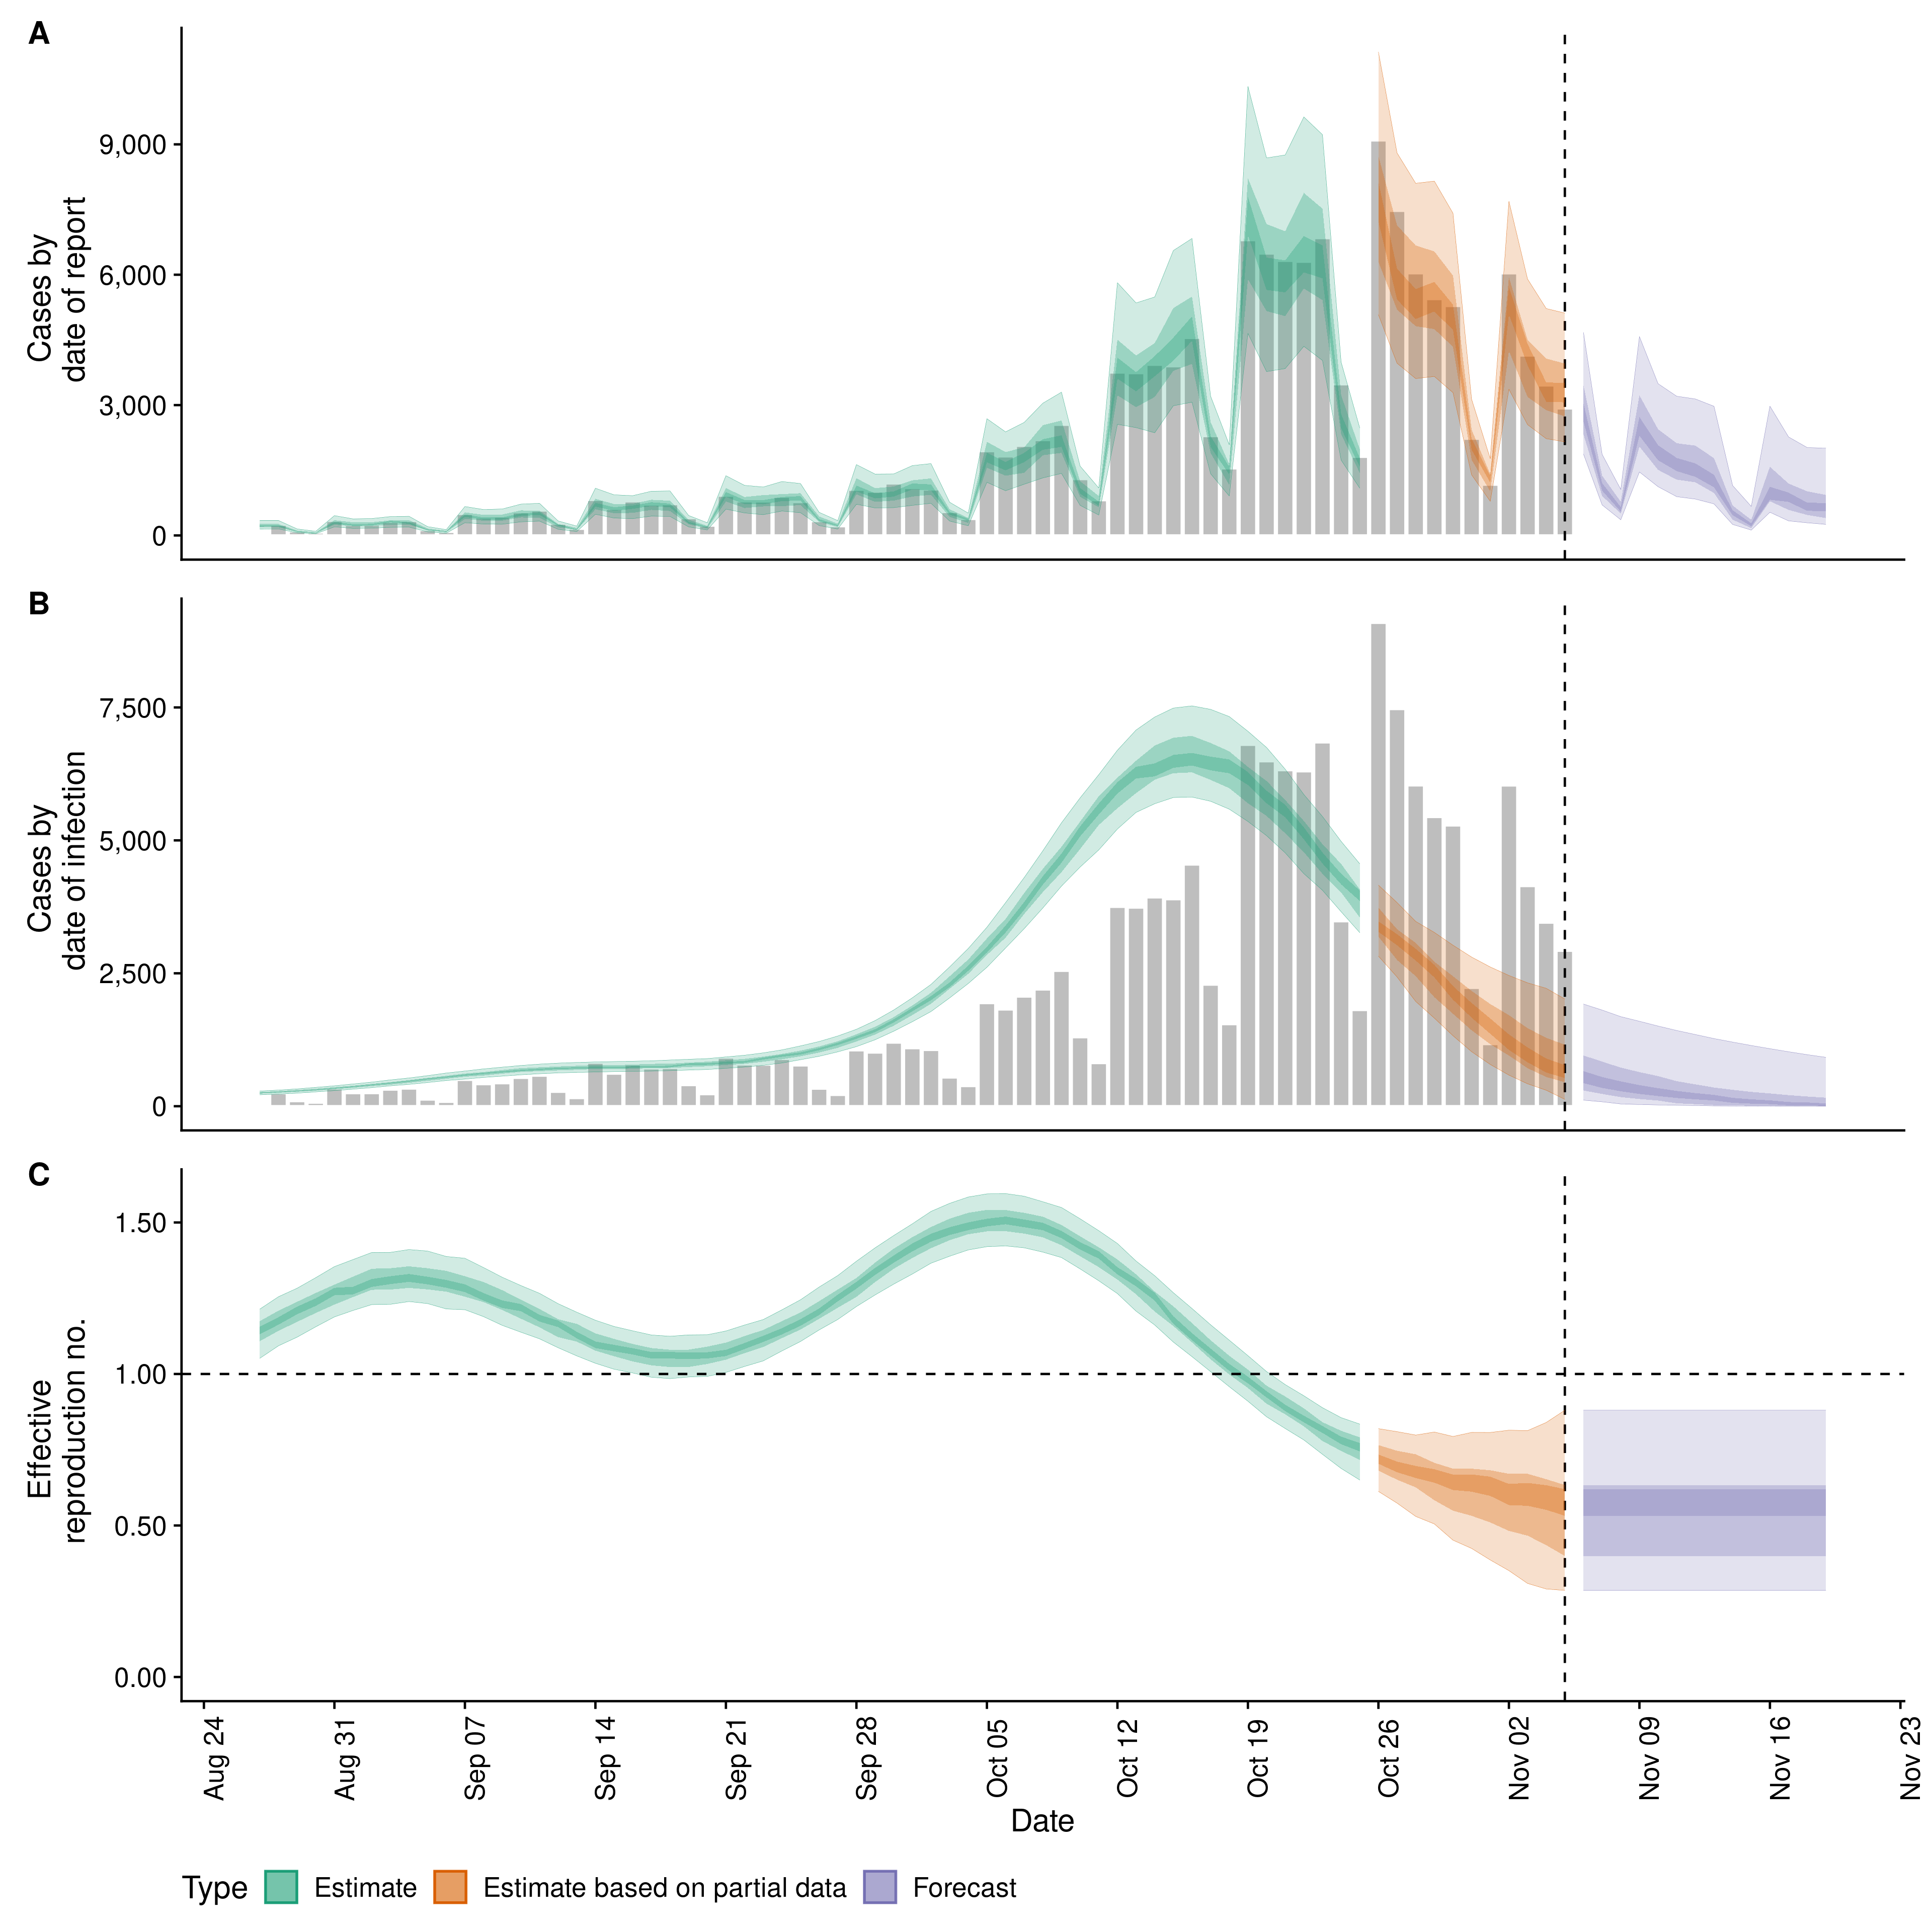 A
Cases by
date of report
9,000
6,000
3,000
0
B
Cases by
date of infection
7,500
5,000
2,500
0
C
Effective
reproduction no.
1.50
1.00
0.50
0.00
Aug 24
Aug 31
Sep 07
Sep 14
Sep 21
Sep 28
Oct 05
Oct 12
Oct 19
Oct 26
Nov 02
Nov 09
Nov 16
Nov 23
Date
Type Estimate Estimate based on partial data Forecast